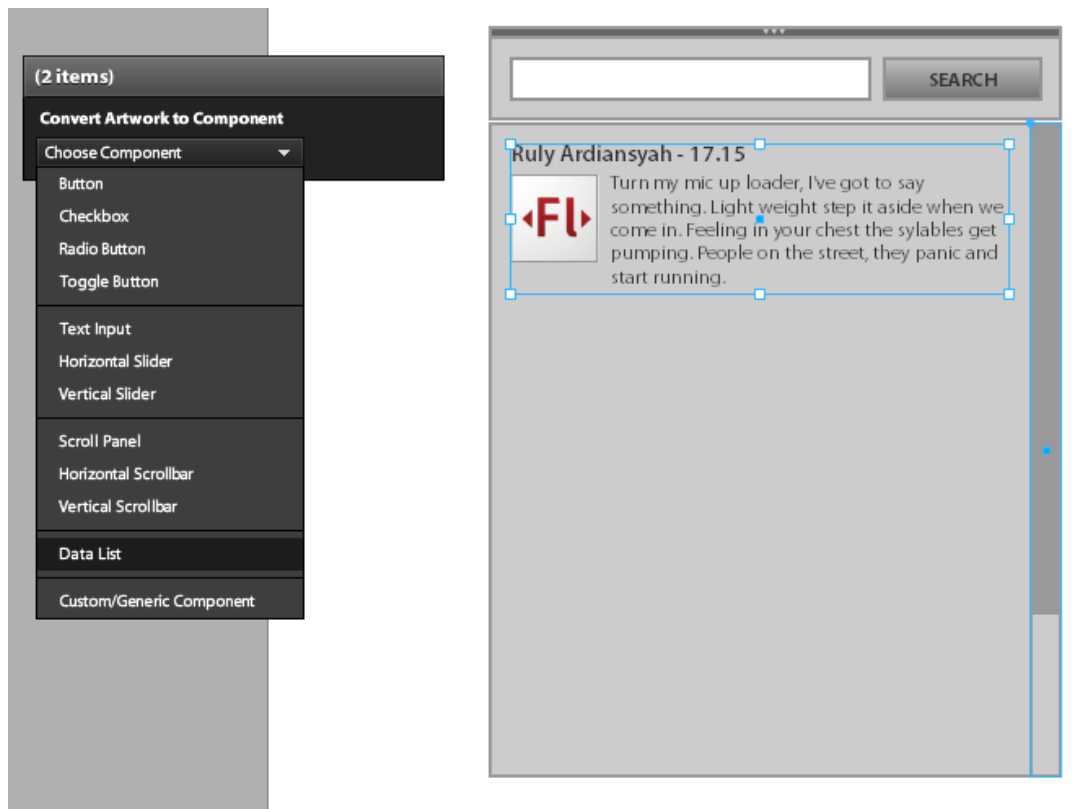 (2 items)
Convert Artwork to Component
Choose Component
Button
Checkbox
Radio Button
Toggle Button
Text Input
Horizontal Slider
Vertical Slider
Scroll Panel
Horizontal Scrollbar
Vertical Scrollbar
Data List
Custom/Generic Component
SEARCH
Ruly Ardiansyah - 17.15
Fl
Turn my mic up loader, I've got to say
something. Light weight step it aside when we
come in. Feeling in your chest the sylables get
pumping. People on the street, they panic and
start running.